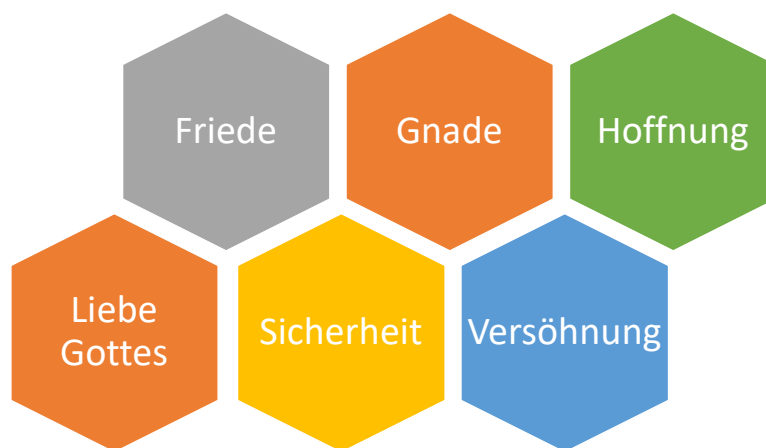 Friede
Gnade
Hoffnung
Liebe
Gottes
Sicherheit
Versöhnung